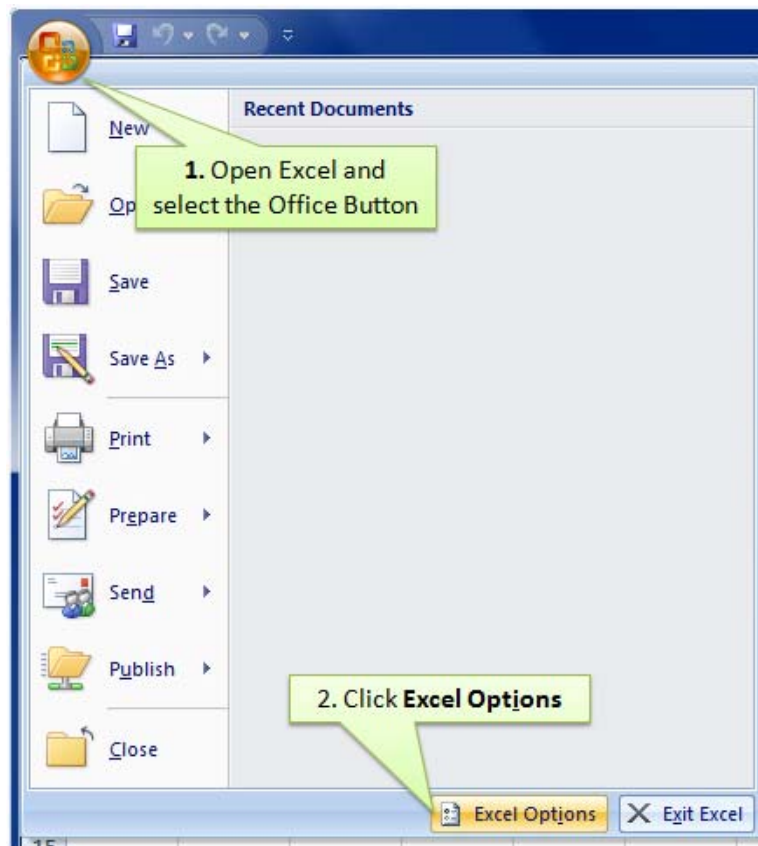 Recent Documents
New
1. Open Excel and
select the Office Button
Save
Save As
Print
Prepare
Send
Publish
2. Click Excel Options
Close
Excel Options
Exit Excel